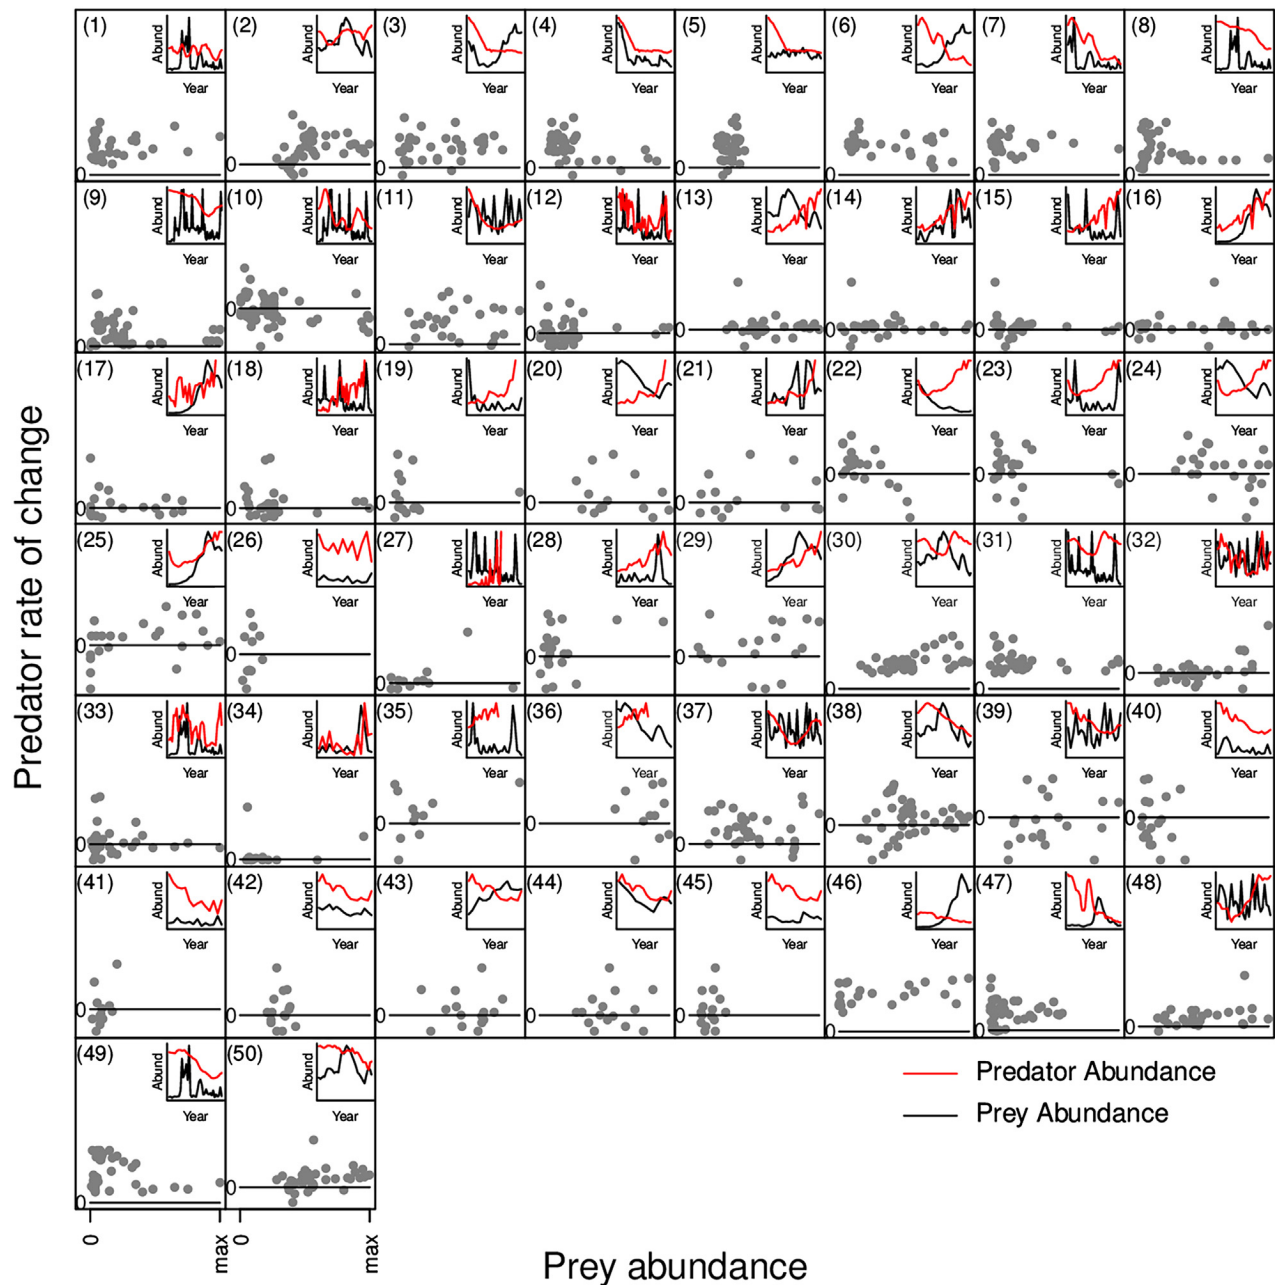 (1) Abund (2) Abund (3) Abund (4) Abund (5) Abund (6) Abund (7) Abund (8) Abund
Year Year Year Year Year Year Year Year
0 0 0 0 0 0 0 0
(9) Abund (10) Abund (11) Abund (12) Abund (13) Abund (14) Abund (15) Abund (16) Abund
Year Year Year Year Year Year Year Year
0 0 0 0 0 0 0 0
(17) Abund (18) Abund (19) Abund (20) Abund (21) Abund (22) Abund (23) Abund (24) Abund
Year Year Year Year Year Year Year Year
0 0 0 0 0 0 0 0
Predator rate of change
(25) Abund (26) Abund (27) Abund (28) Abund (29) Abund (30) Abund (31) Abund (32) Abund
Year Year Year Year Year Year Year Year
0 0 0 0 0 0 0 0
(33) Abund (34) Abund (35) Abund (36) Abund (37) Abund (38) Abund (39) Abund (40) Abund
Year Year Year Year Year Year Year Year
0 0 0 0 0 0 0 0
(41) Abund (42) Abund (43) Abund (44) Abund (45) Abund (46) Abund (47) Abund (48) Abund
Year Year Year Year Year Year Year Year
0 0 0 0 0 0 0 0
(49) Abund (50) Abund
Year Year
0 0
Predator Abundance
Prey Abundance
0 max 0 max
Prey abundance